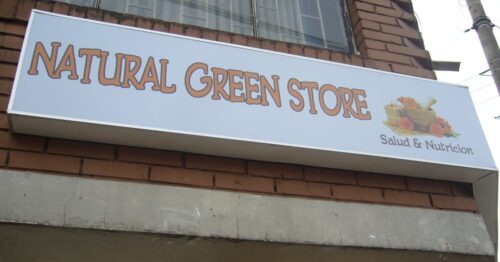 NATURAL GREEN STORE
Salud & Nutricion